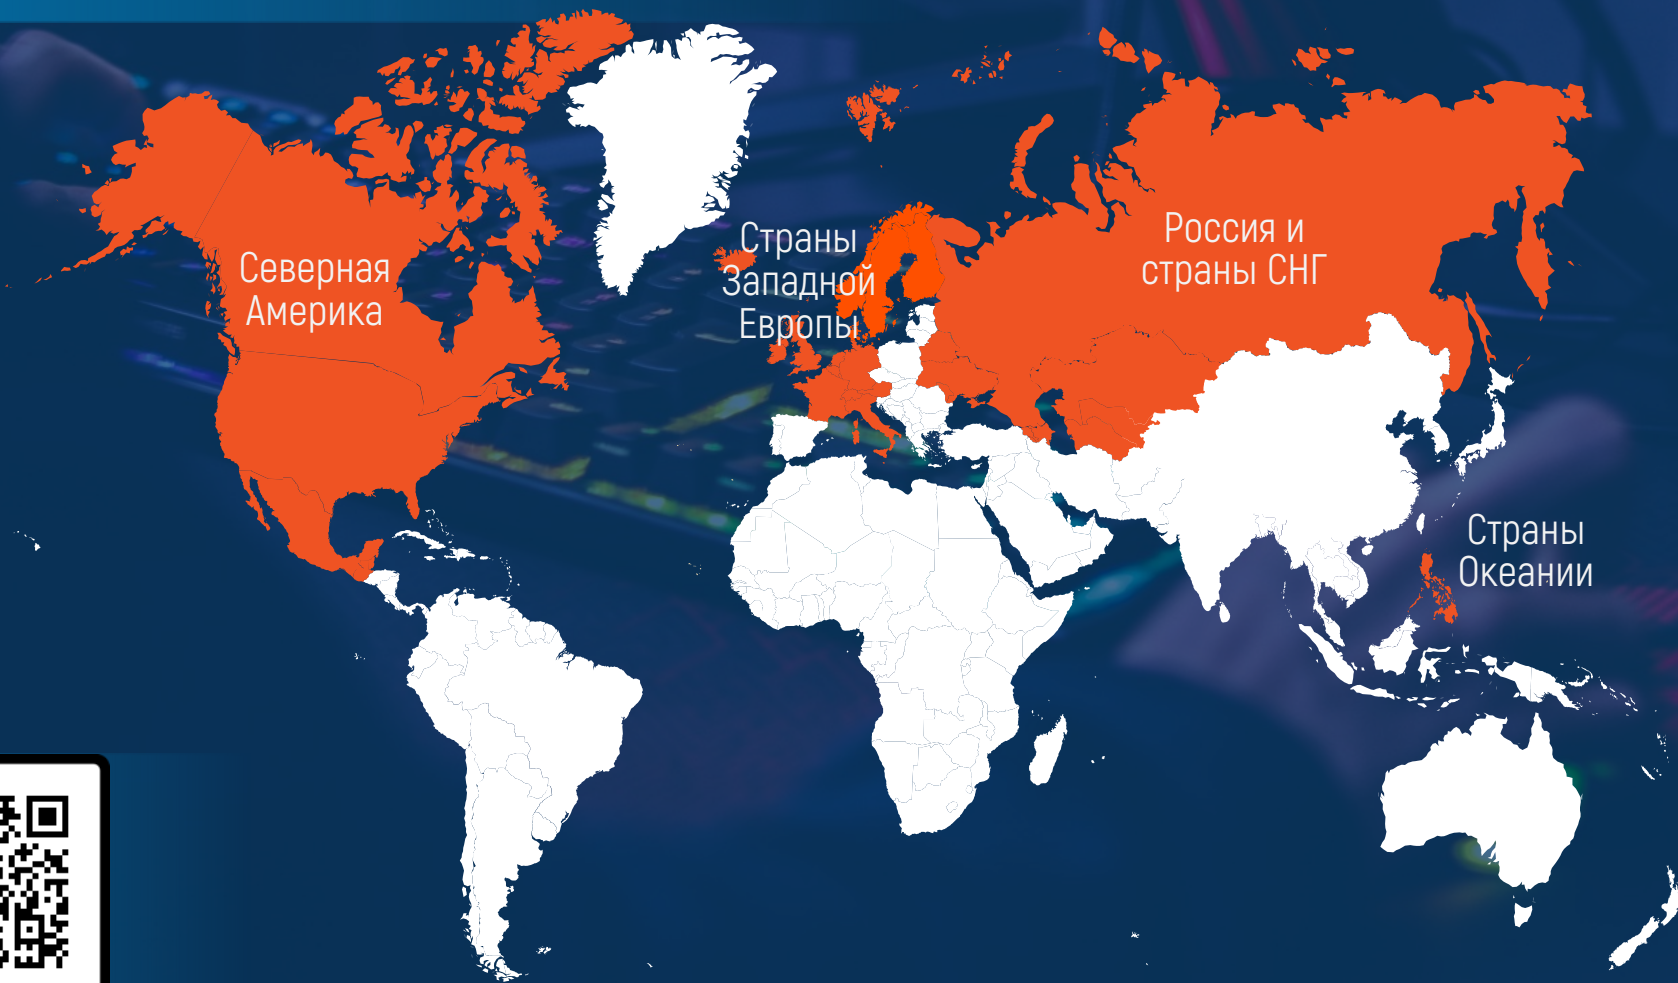 Северная
Америка
Страны
Западной
Европы
Россия и
страны СНГ
Страны
Океании